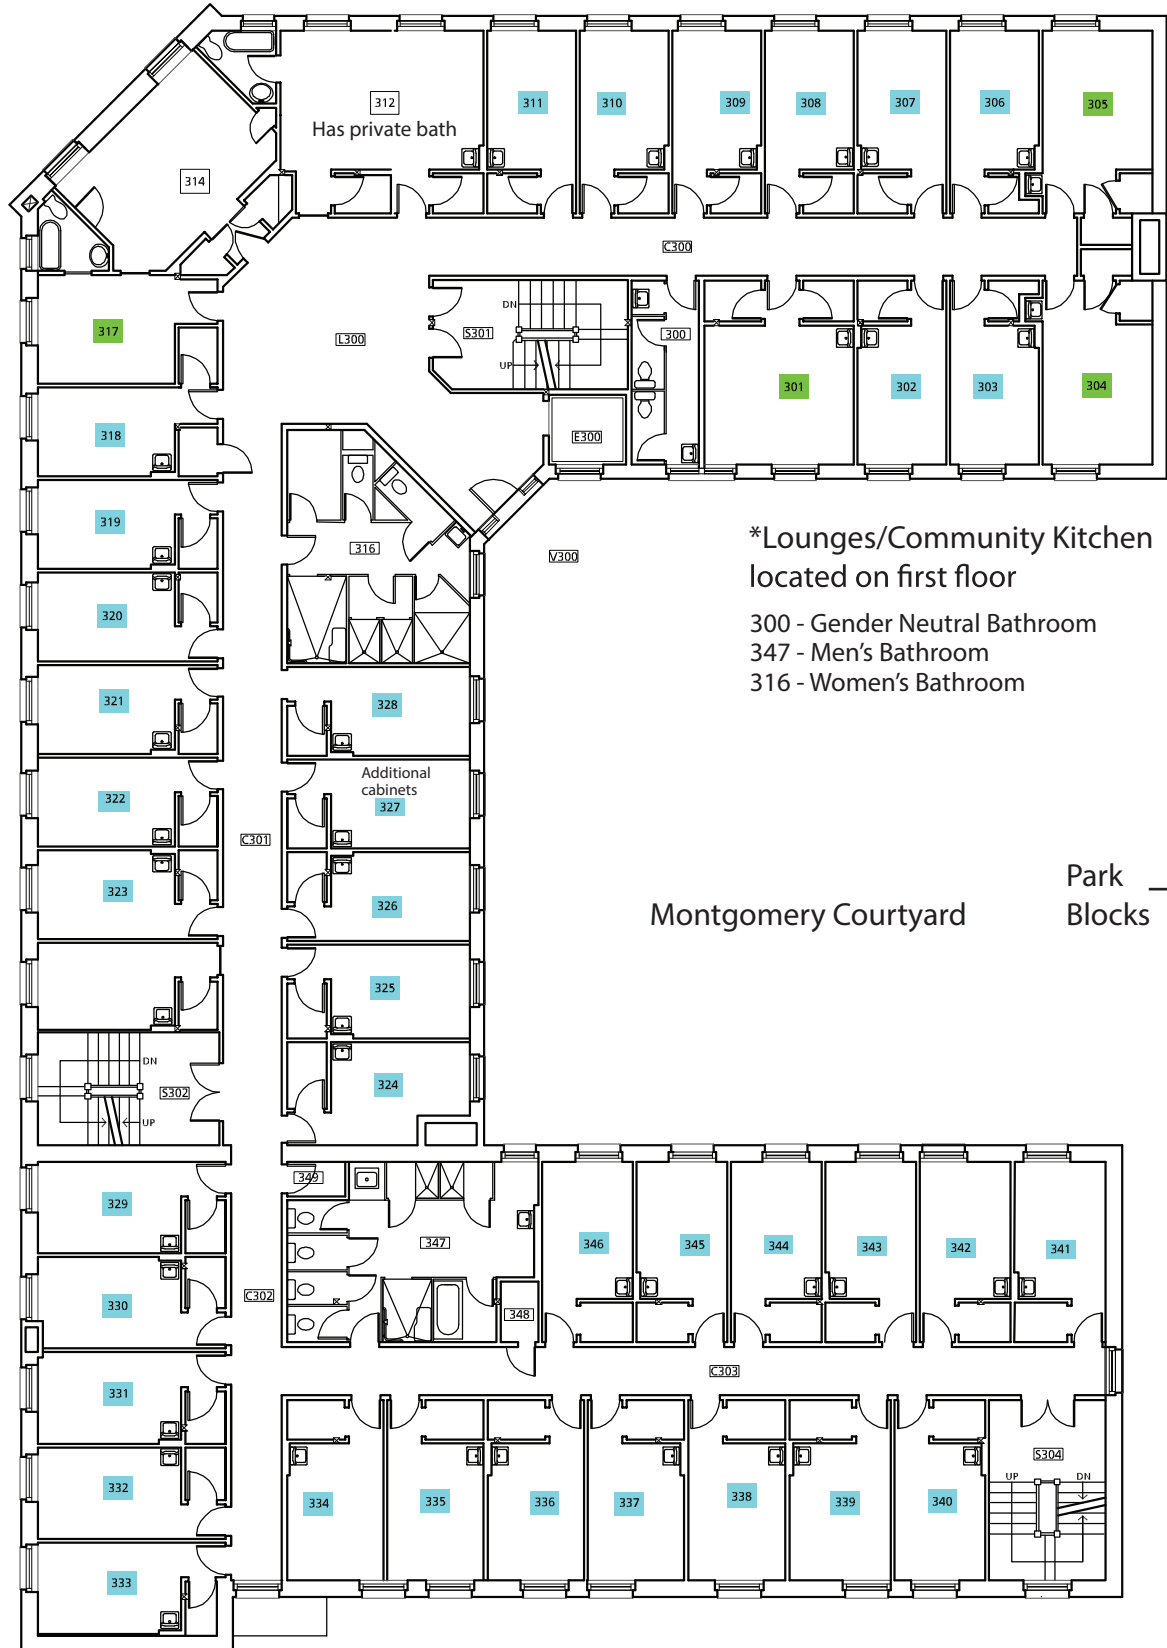 312
Has private bath
311
310
309
308
307
306
305
314
C300
317
L300
DN
S301
UP
300
301
302
303
304
E300
318
319
316
V300
*Lounges/Community Kitchen
located on first floor
300 - Gender Neutral Bathroom
347 - Men's Bathroom
316 - Women's Bathroom
320
321
328
Additional
cabinets
327
322
C301
323
326
Park
Blocks
Montgomery Courtyard
325
DN
S302
UP
324
349
329
347
346
345
344
343
342
341
330
C302
348
331
C303
332
334
335
336
337
338
339
340
S304
UP
DN
333